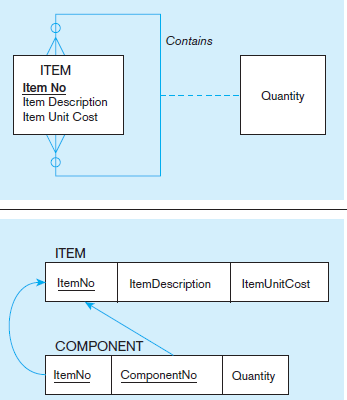 Contains
ITEM
Item No
Item Description
Item Unit Cost
Quantity
ITEM
ItemNo ItemDescription ItemUnitCost
COMPONENT
ItemNo ComponentNo Quantity